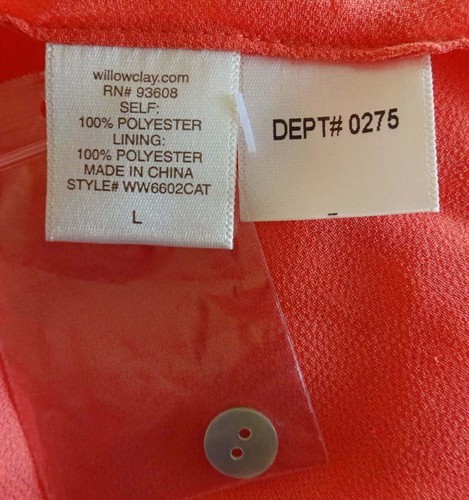 willowclay.com
RN# 93608
SELF:
100% POLYESTER
LINING:
100% POLYESTER
MADE IN CHINA
STYLE# WW6602CAT
L
DEPT# 0275